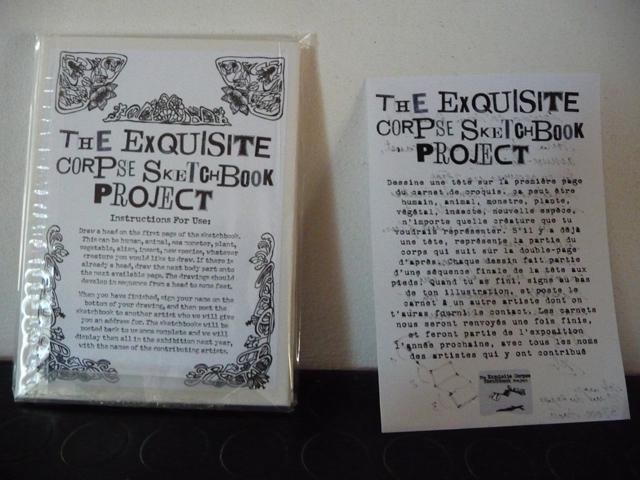 THE EXQUISITE
CORPSE SKETCHBOOK
PROJECT
Instructions For Use:
Draw a head on the first page of the sketchbook.
This can be human, animal, sea monster, plant,
vegetable, alien, insect, new species, whatever
creature you would like to draw. If there is
already a head, draw the next body part onto
the next available page. The drawings should
develop in sequence from a head to some feet.
When you have finished, sign your name on the
bottom of your drawing, and then post the
sketchbook to another artist who we will give
you an address for. The sketchbooks will be
posted back to us once complete and we will
display them all in the exhibition next year,
with the names of the contributing artists.
THE EXQUISITE
CORPSE SKETCHBOOK
PROJECT
Dessine une tête sur la première page
du carnet de croquis. Ça peut être
humain, animal, monstre, plante,
végétal, insecte, nouvelle espèce,
n'importe quelle créature que tu
voudrais représenter. S'il y a déjà
une tête, représente la partie du
corps qui suit sur la double-page
d'après. Chaque dessin fait partie
d'une séquence finale de la tête aux
pieds. Quand tu as fini, signe au bas
de ton illustration, et poste le
carnet à un autre artiste dont on
t'auras fourni le contact. Les carnets
nous seront renvoyés une fois finis,
et feront partie de l'exposition
l'année prochaine, avec tous les noms
des artistes qui y ont contribué
The Exquisite Corpse
Sketchbook Project